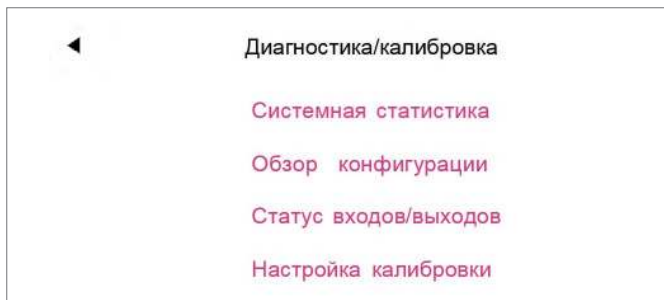 Диагностика/калибровка
Системная статистика
Обзор конфигурации
Статус входов/выходов
Настройка калибровки